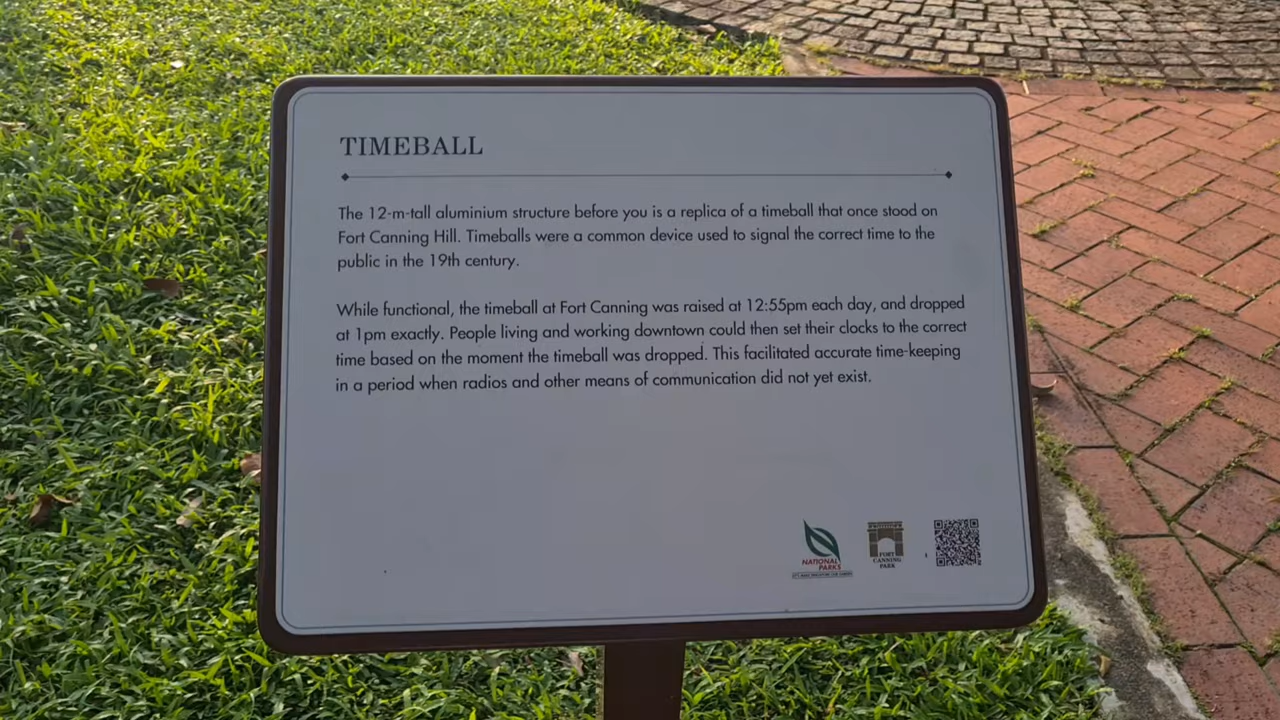 TIMEBALL
The 12-m-tall aluminium structure before you is a replica of a timeball that once stood on
Fort Canning Hill. Timeballs were a common device used to signal the correct time to the
public in the 19th century.
While functional, the timeball at Fort Canning was raised at 12:55pm each day, and dropped
at 1pm exactly. People living and working downtown could then set their clocks to the correct
time based on the moment the timeball was dropped. This facilitated accurate time-keeping
in a period when radios and other means of communication did not yet exist.
NATIONAL
PARKS
FORT
CANNING
PARK